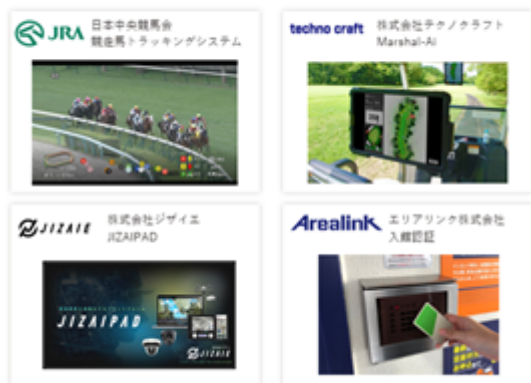 JRA
日本中央競馬会
競走馬トラッキングシステム
techno craft
株式会社テクノクラフト
Marshal-AI
JIZAIE
株式会社ジザイエ
JIZAIPAD
JIZAIPAD
JIZAIE
Arealink
エリアリンク株式会社
入館認証